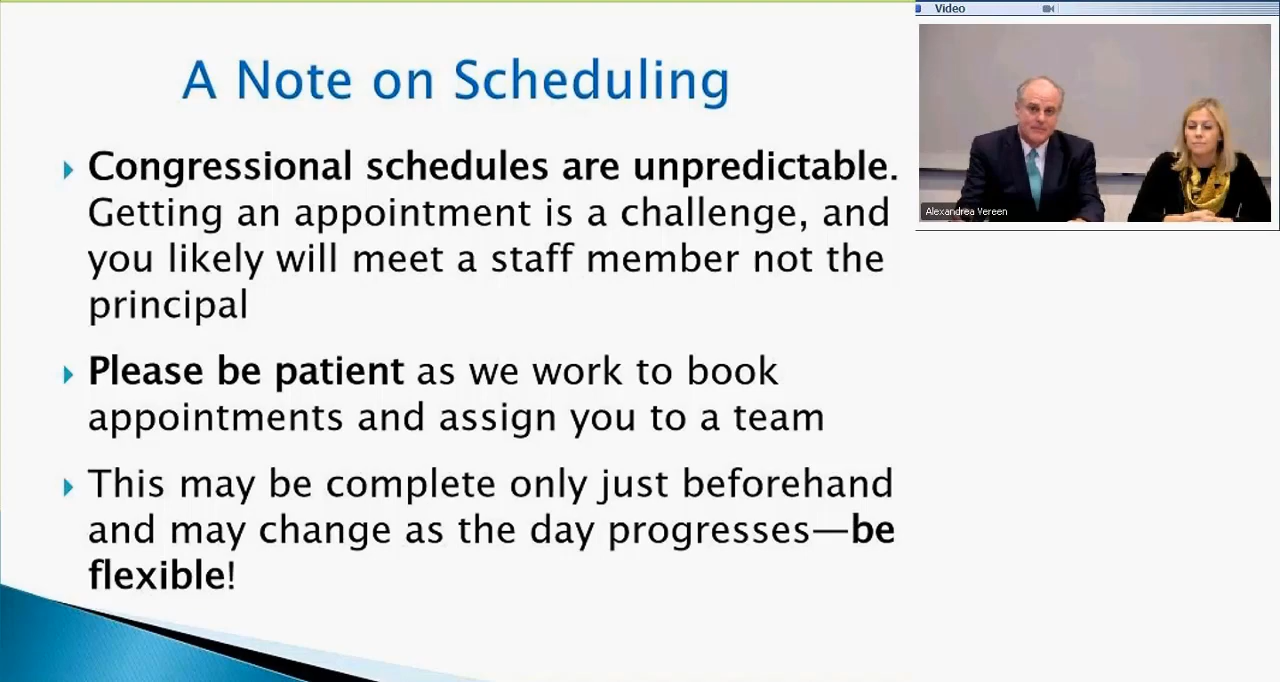 A Note on Scheduling
Congressional schedules are unpredictable.
Getting an appointment is a challenge, and
you likely will meet a staff member not the
principal
Please be patient as we work to book
appointments and assign you to a team
This may be complete only just beforehand
and may change as the day progresses—be
flexible!
Video
Alexandrea Vereen